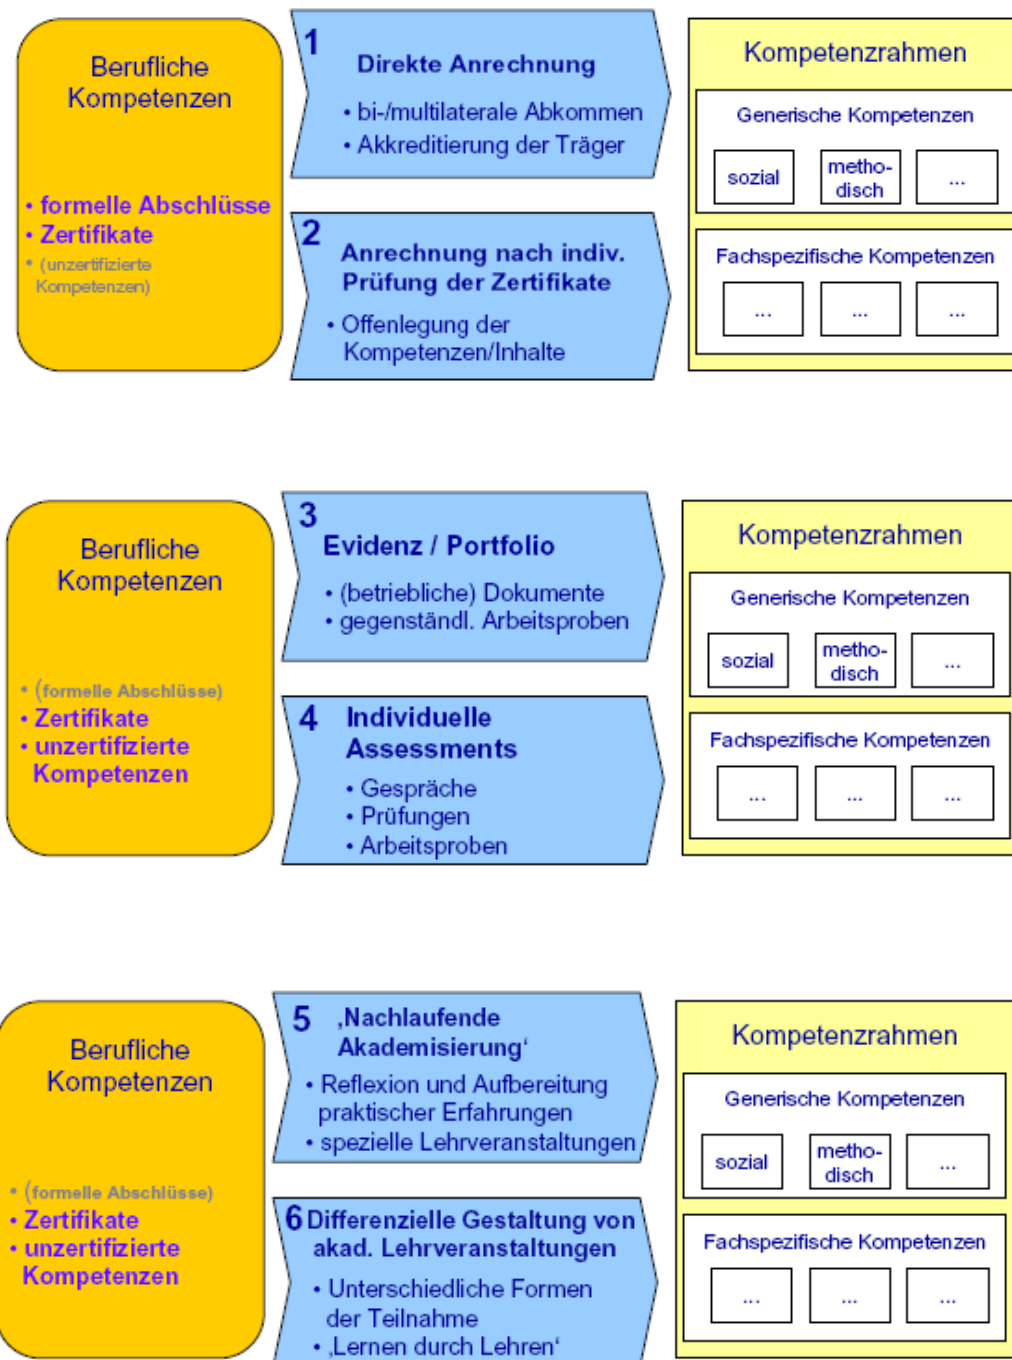 Berufliche
Kompetenzen
• formelle Abschlüsse
• Zertifikate
• (unzertifizierte
Kompetenzen)
1
Direkte Anrechnung
• bi-/multilaterale Abkommen
• Akkreditierung der Träger
2
Anrechnung nach indiv.
Prüfung der Zertifikate
• Offenlegung der
Kompetenzen/Inhalte
Kompetenzrahmen
Generische Kompetenzen
sozial
metho-
disch
...
Fachspezifische Kompetenzen
...
...
...
Berufliche
Kompetenzen
• (formelle Abschlüsse)
• Zertifikate
• unzertifizierte
Kompetenzen
3
Evidenz / Portfolio
• (betriebliche) Dokumente
• gegenständl. Arbeitsproben
4
Individuelle
Assessments
• Gespräche
• Prüfungen
• Arbeitsproben
Kompetenzrahmen
Generische Kompetenzen
sozial
metho-
disch
...
Fachspezifische Kompetenzen
...
...
...
Berufliche
Kompetenzen
• (formelle Abschlüsse)
• Zertifikate
• unzertifizierte
Kompetenzen
5
‚Nachlaufende
Akademisierung‘
• Reflexion und Aufbereitung
praktischer Erfahrungen
• spezielle Lehrveranstaltungen
6 Differenzielle Gestaltung von
akad. Lehrveranstaltungen
• Unterschiedliche Formen
der Teilnahme
• ‚Lernen durch Lehren‘
Kompetenzrahmen
Generische Kompetenzen
sozial
metho-
disch
...
Fachspezifische Kompetenzen
...
...
...